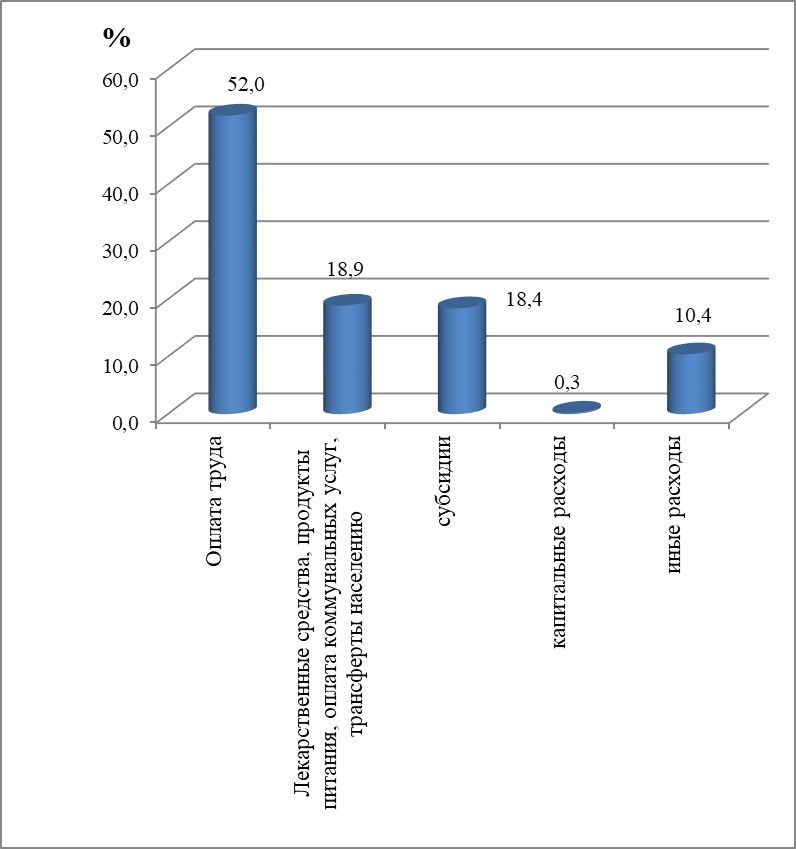 %
60,0
50,0
40,0
30,0
20,0
10,0
0,0
52,0
18,9
18,4
0,3
10,4
Оплата труда
Лекарственные средства, продукты
питания, оплата коммунальных услуг,
трансферты населению
субсидии
капитальные расходы
иные расходы